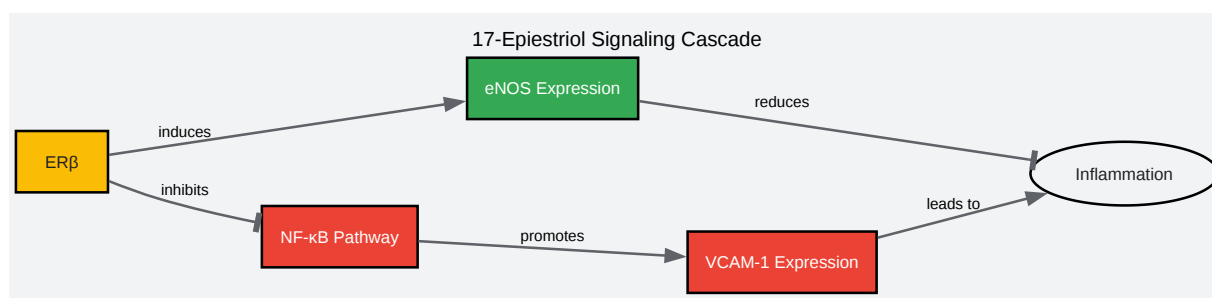 17-Epiestriol Signaling Cascade
eNOS Expression
reduces
induces
ERβ
Inflammation
inhibits
leads to
NF-κB Pathway
promotes
VCAM-1 Expression